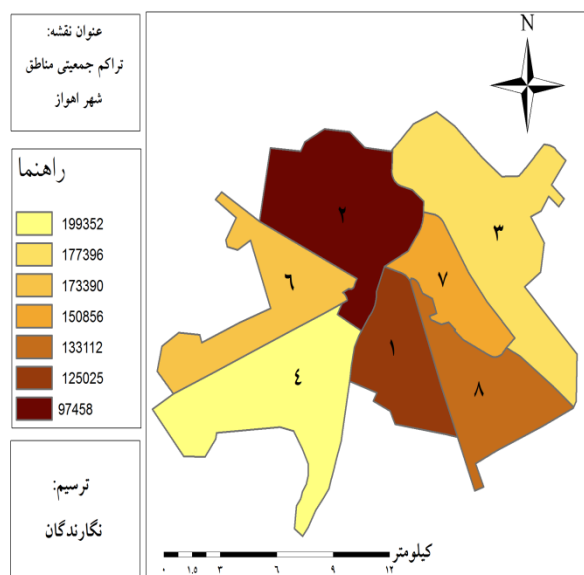 عنوان نقشه:
تراکم جمعیتی مناطق
شهر اهواز
راهنما
199352
177396
173390
150856
133112
125025
97458
ترسیم:
نگارندگان
N
۲
۳
۶
۷
۱
٤
۸
کیلومتر
۰ ۱,۵ ۳ ۶ ۹ ۱۲